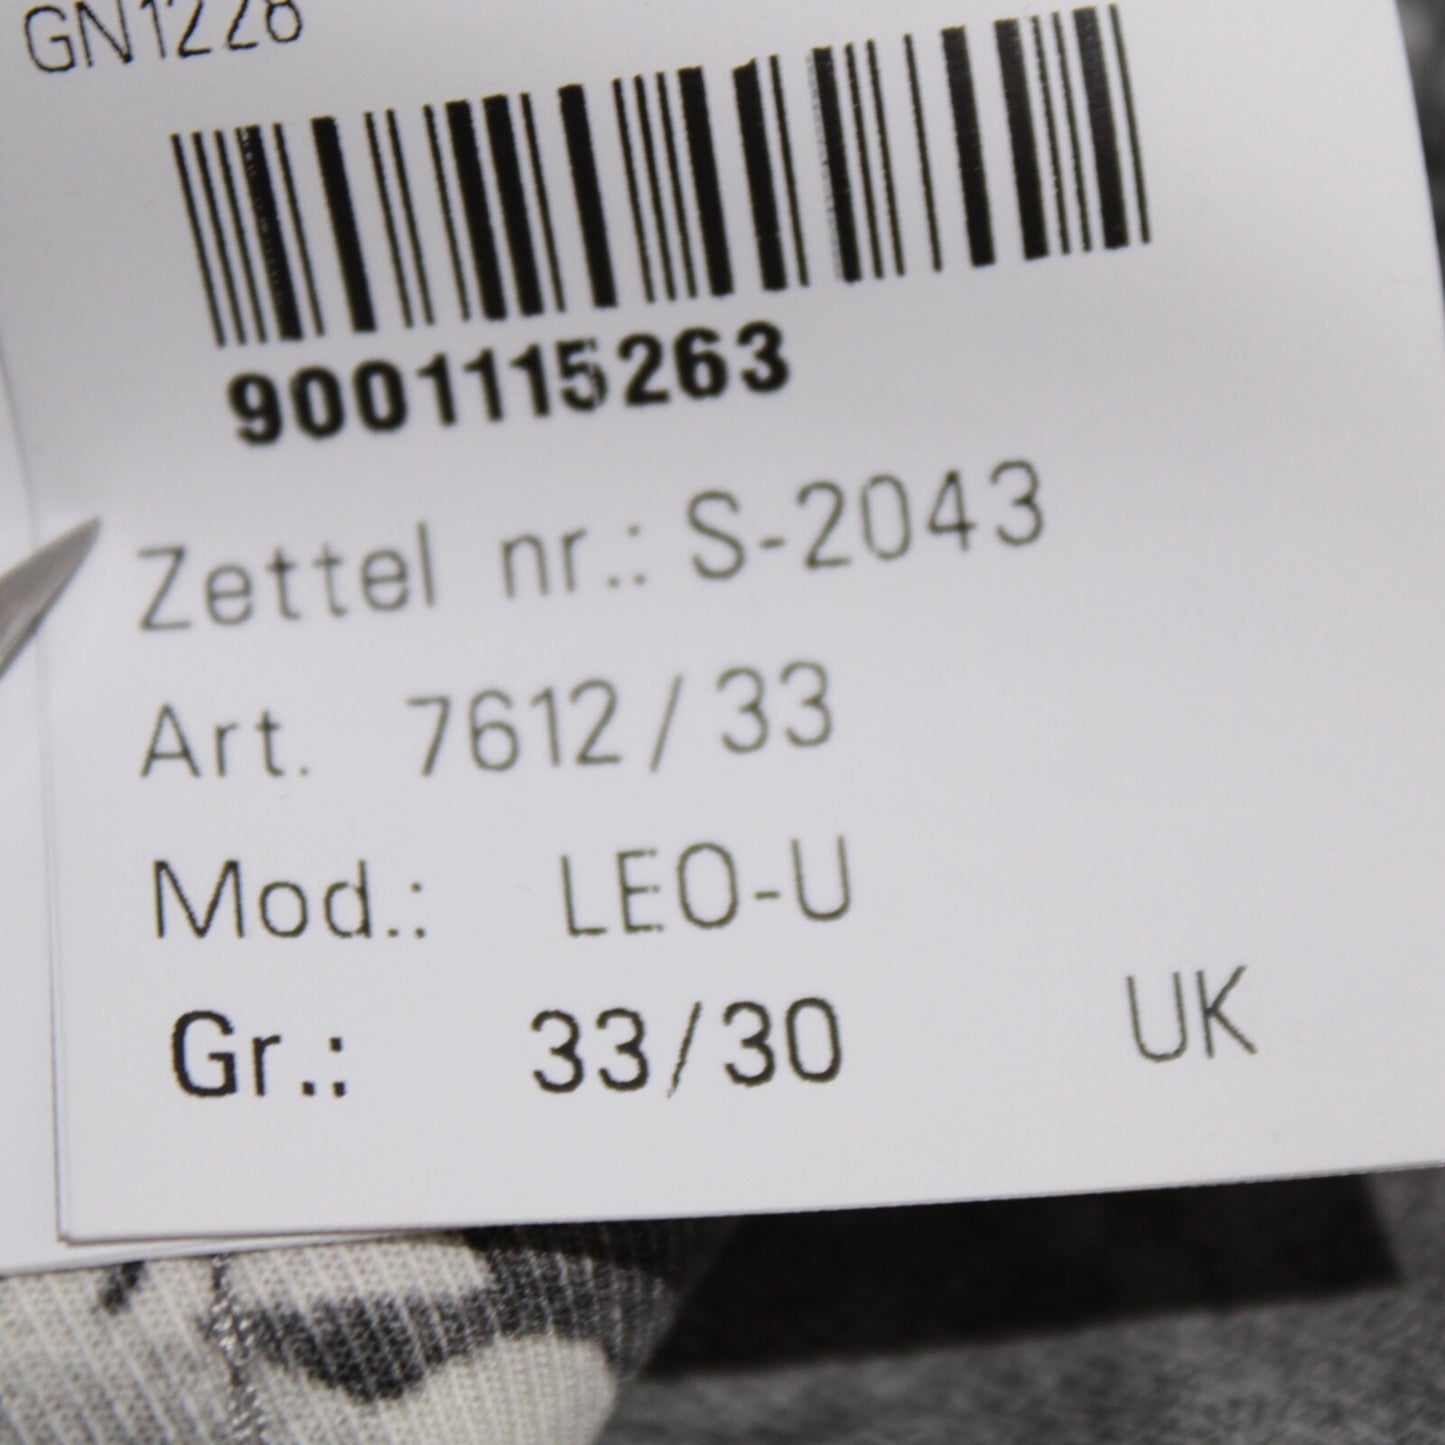 GN1228
9001115263
Zettel nr.: S-2043
Art. 7612/33
Mod.: LEO-U
Gr.: 33/30 UK